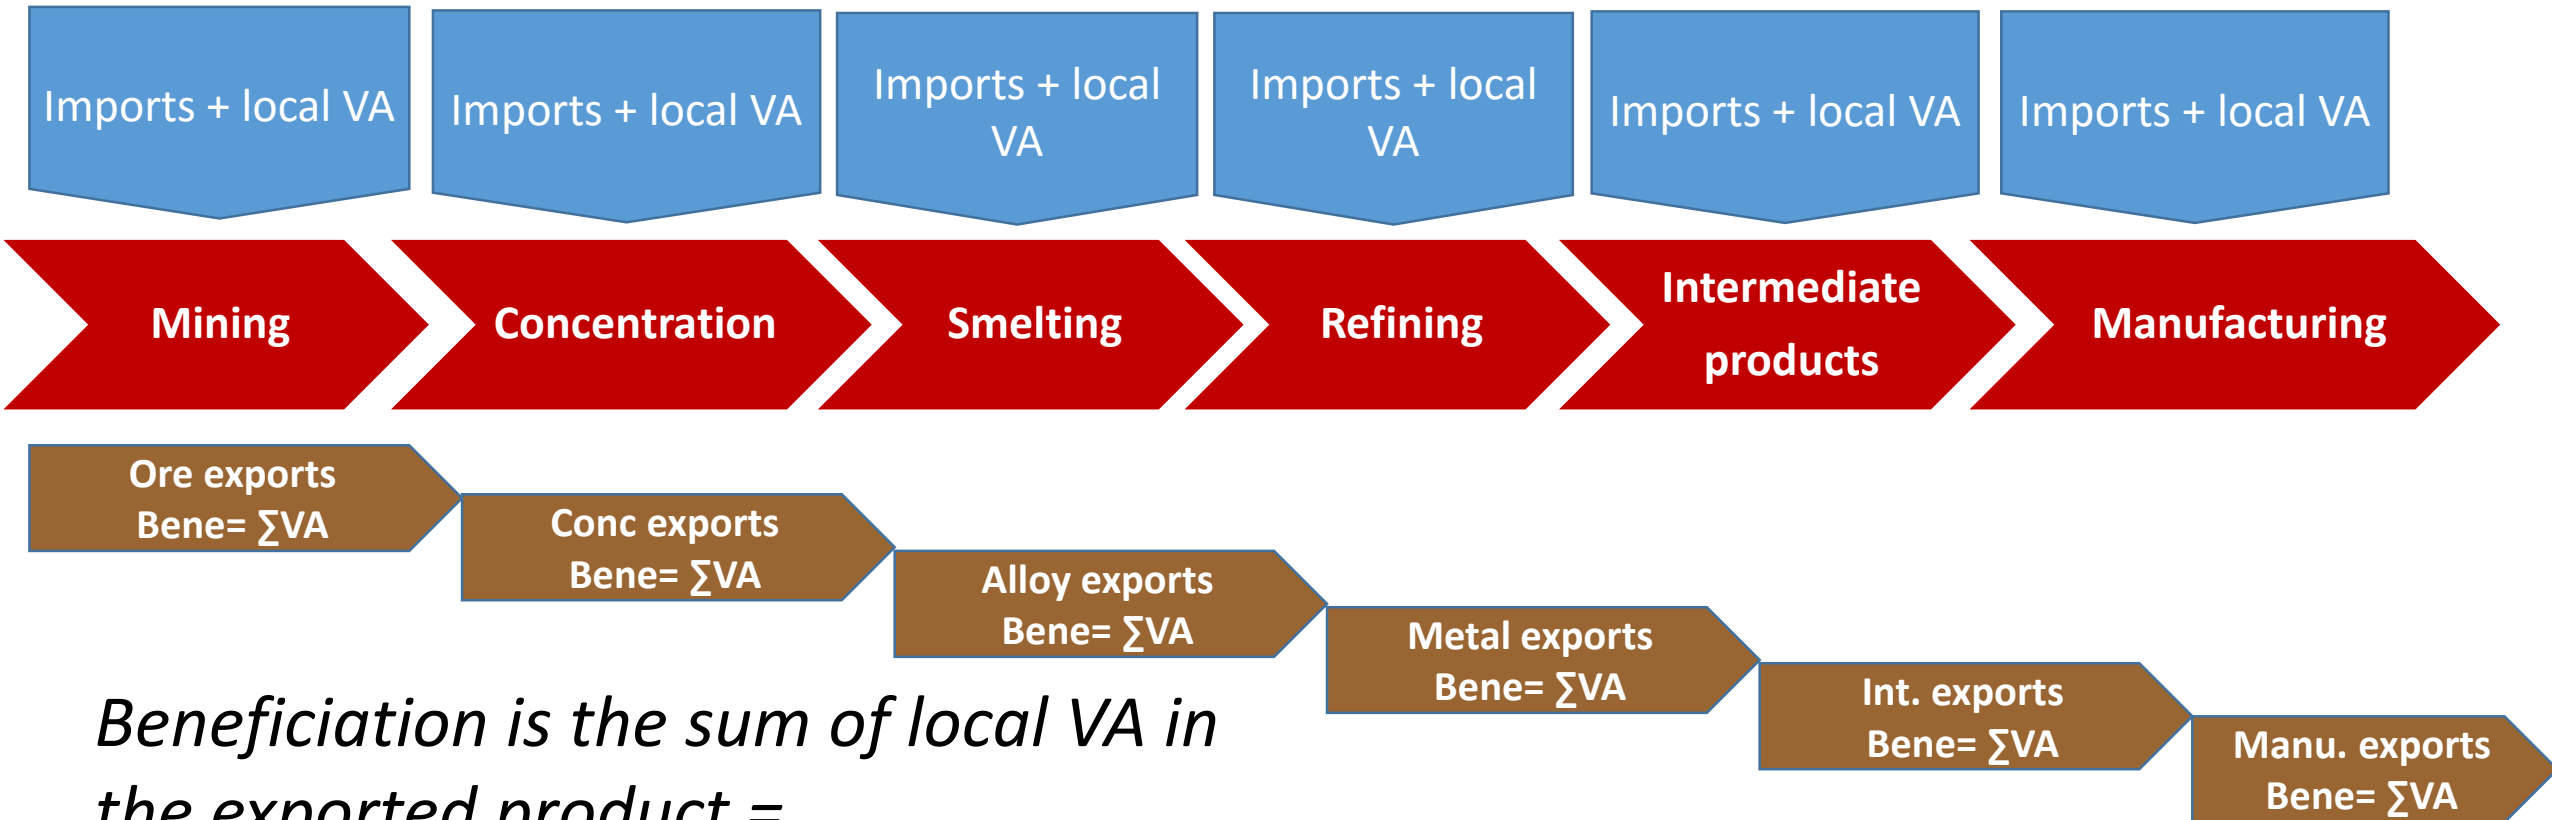 Imports + local VA
Imports + local VA
Imports + local
VA
Imports + local
VA
Imports + local VA
Imports + local VA
Mining
Concentration
Smelting
Refining
Intermediate
products
Manufacturing
Ore exports
Bene= ∑VA
Conc exports
Bene= ∑VA
Alloy exports
Bene= ∑VA
Metal exports
Bene= ∑VA
Int. exports
Bene= ∑VA
Manu. exports
Bene= ∑VA
Beneficiation is the sum of local VA in
the exported product =